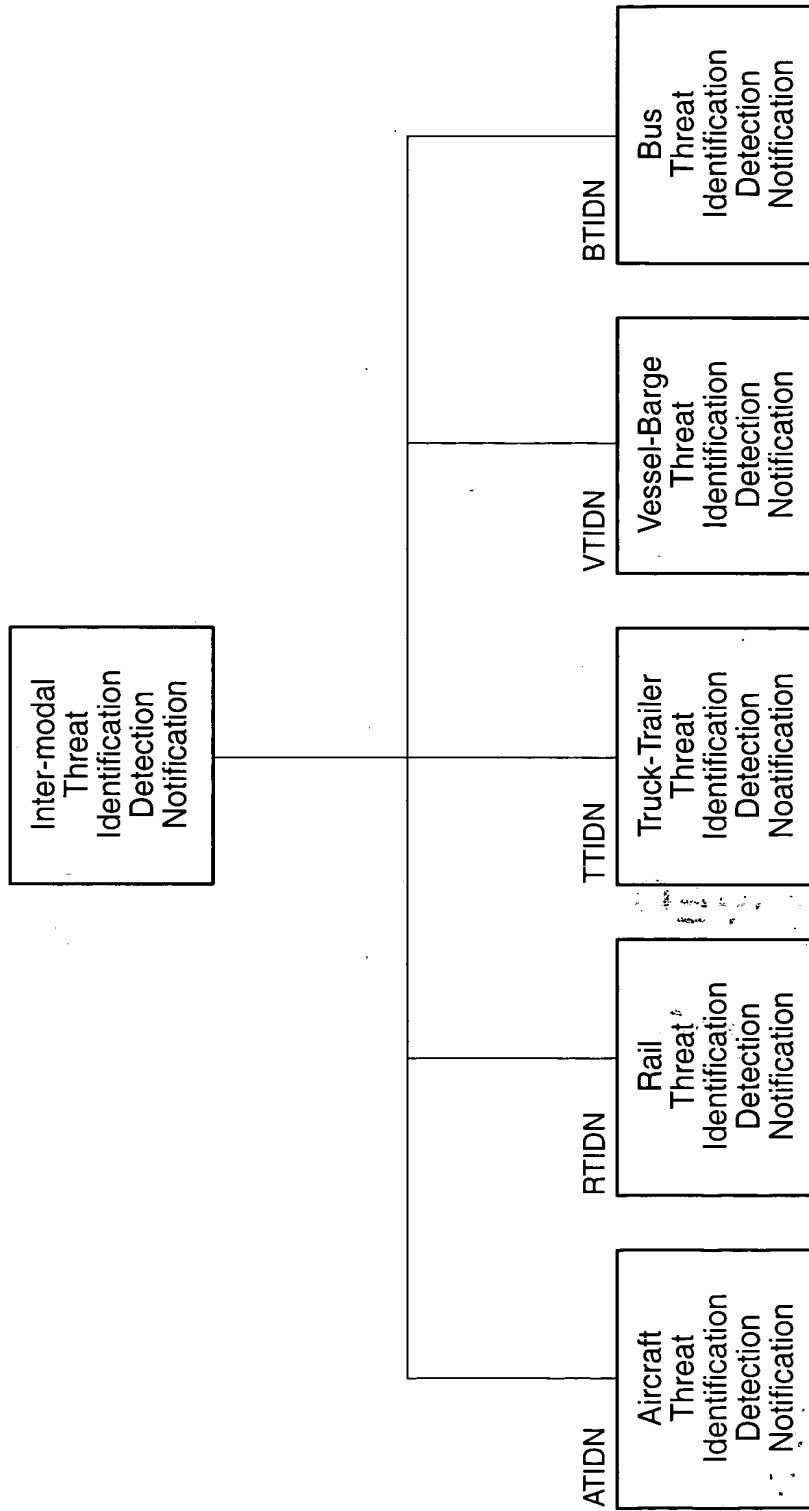 Inter-modal
Threat
Identification
Detection
Notification
ATIDN
Aircraft
Threat
Identification
Detection
Notification
RTIDN
Rail
Threat
Identification
Detection
Notification
TTIDN
Truck-Trailer
Threat
Identification
Detection
Noatification
VTIDN
Vessel-Barge
Threat
Identification
Detection
Notification
BTIDN
Bus
Threat
Identification
Detection
Notification